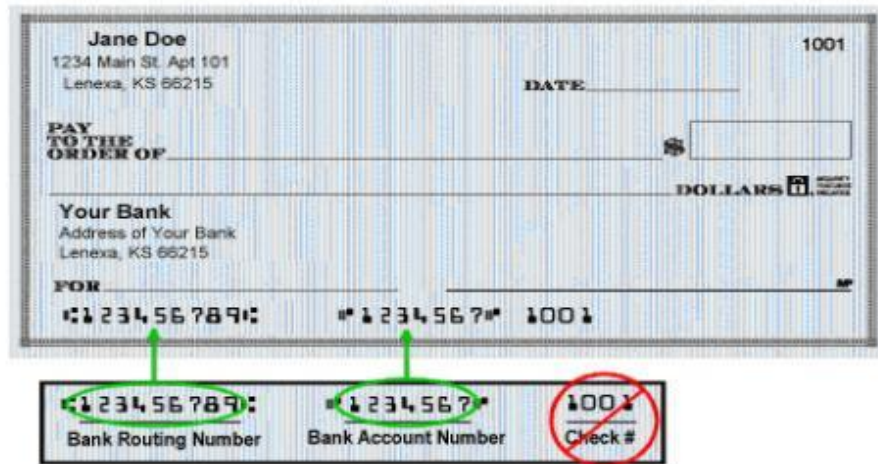 Jane Doe
1001
1234 Main St. Apt 101
Lenexa, KS 66215
DATE
PAY
TO THE
ORDER OF
$
DOLLARS
Your Bank
Address of Your Bank
Lenexa, KS 66215
FOR
MP
⑆123456789⑆ ⑈1234567⑈ 1001
⑆123456789⑆ ⑈1234567⑈ 1001
Bank Routing Number Bank Account Number Check #